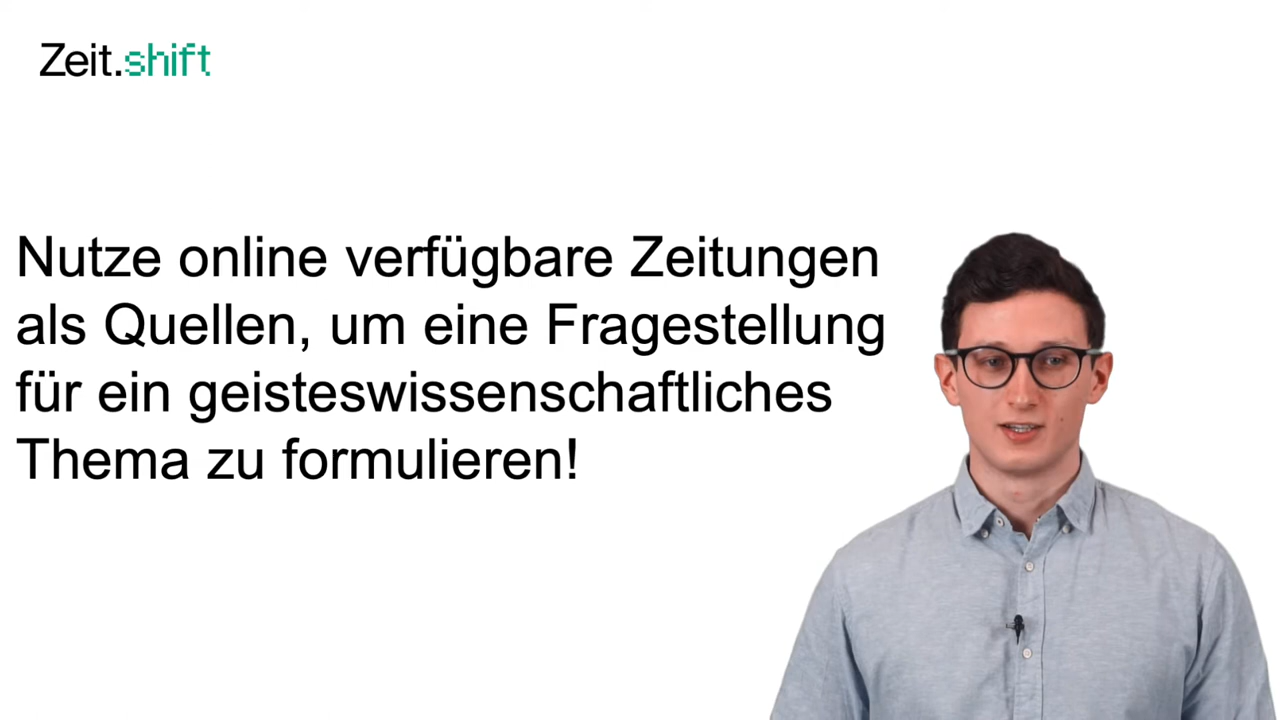 Zeit.shift
Nutze online verfügbare Zeitungen
als Quellen, um eine Fragestellung
für ein geisteswissenschaftliches
Thema zu formulieren!